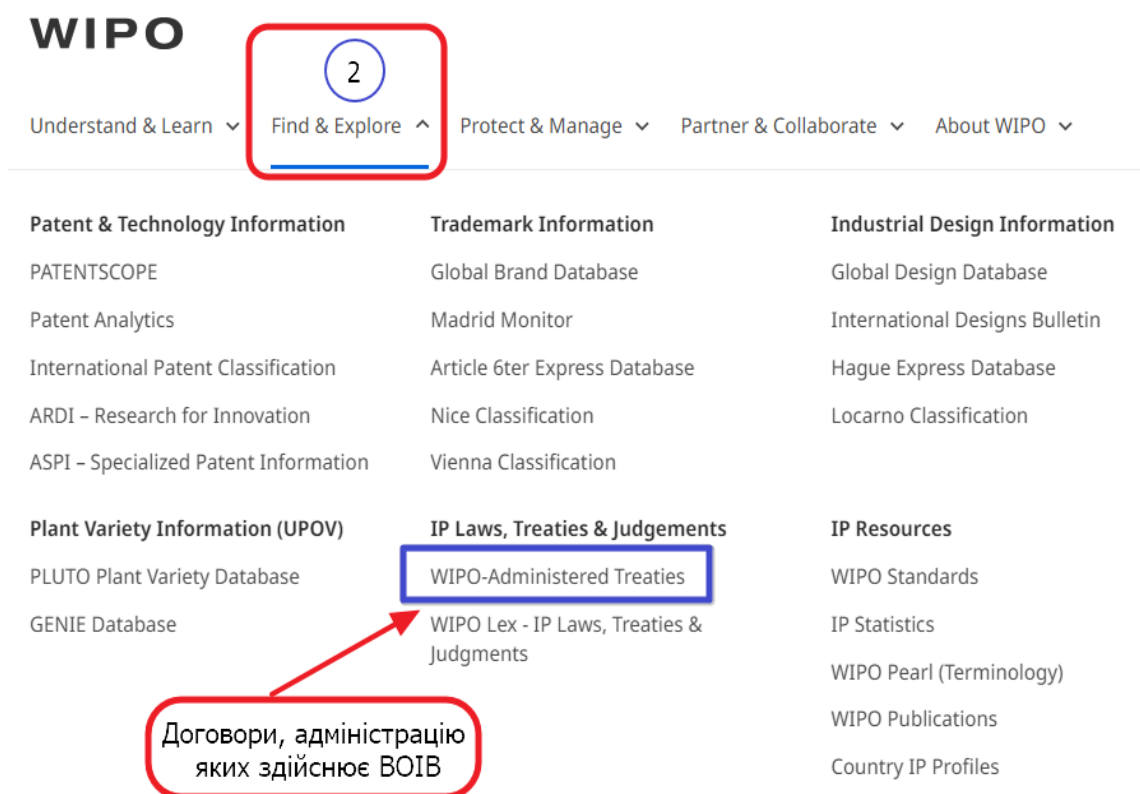 WIPO
2
Understand & Learn
Find & Explore
Protect & Manage
Partner & Collaborate
About WIPO
Patent & Technology Information
PATENTSCOPE
Patent Analytics
International Patent Classification
ARDI – Research for Innovation
ASPI – Specialized Patent Information
Trademark Information
Global Brand Database
Madrid Monitor
Article 6ter Express Database
Nice Classification
Vienna Classification
Industrial Design Information
Global Design Database
International Designs Bulletin
Hague Express Database
Locarno Classification
Plant Variety Information (UPOV)
PLUTO Plant Variety Database
GENIE Database
IP Laws, Treaties & Judgements
WIPO-Administered Treaties
WIPO Lex - IP Laws, Treaties &
Judgments
IP Resources
WIPO Standards
IP Statistics
WIPO Pearl (Terminology)
WIPO Publications
Country IP Profiles
Договори, адміністрацію
яких здійснює ВОІВ